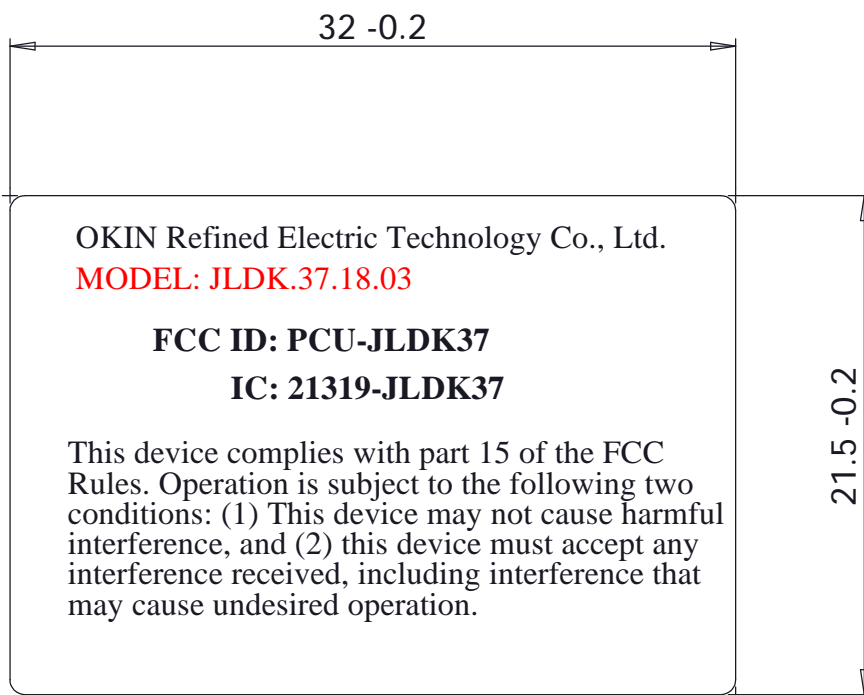 32 -0.2
OKIN Refined Electric Technology Co., Ltd.
MODEL: JLDK.37.18.03
FCC ID: PCU-JLDK37
IC: 21319-JLDK37
21.5 -0.2
This device complies with part 15 of the FCC
Rules. Operation is subject to the following two
conditions: (1) This device may not cause harmful
interference, and (2) this device must accept any
interference received, including interference that
may cause undesired operation.